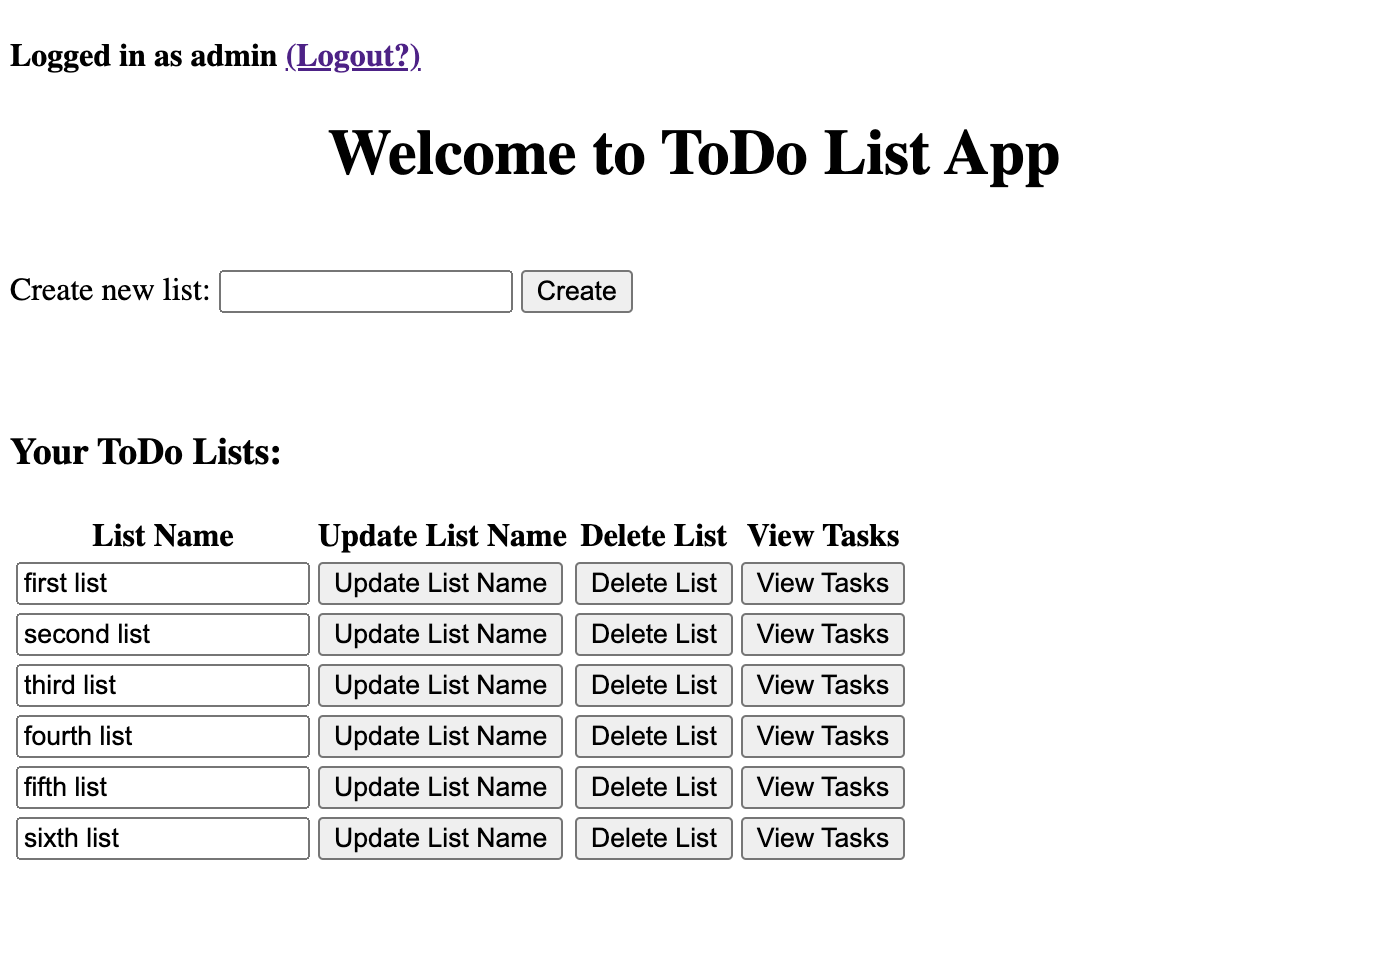 Logged in as admin (Logout?)
Welcome to ToDo List App
Create new list: Create
Your ToDo Lists:
List Name Update List Name Delete List View Tasks
first list Update List Name Delete List View Tasks
second list Update List Name Delete List View Tasks
third list Update List Name Delete List View Tasks
fourth list Update List Name Delete List View Tasks
fifth list Update List Name Delete List View Tasks
sixth list Update List Name Delete List View Tasks